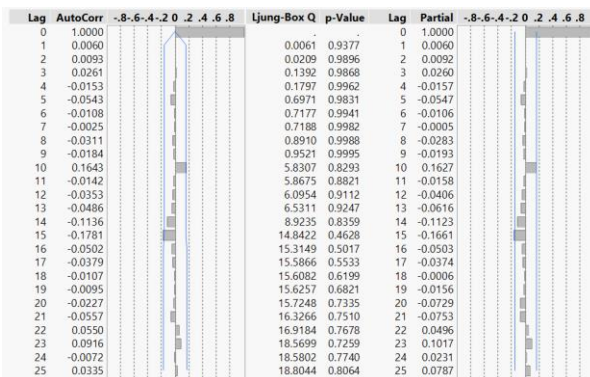 Lag AutoCorr -.8-.6-.4-.2 0 .2 .4 .6 .8 Ljung-Box Q p-Value Lag Partial -.8-.6-.4-.2 0 .2 .4 .6 .8
0 1.0000 . . 0 1.0000
1 0.0060 0.0061 0.9377 1 0.0060
2 0.0093 0.0209 0.9896 2 0.0092
3 0.0261 0.1392 0.9868 3 0.0260
4 -0.0153 0.1797 0.9962 4 -0.0157
5 -0.0543 0.6971 0.9831 5 -0.0547
6 -0.0108 0.7177 0.9941 6 -0.0106
7 -0.0025 0.7188 0.9982 7 -0.0005
8 -0.0311 0.8910 0.9988 8 -0.0283
9 -0.0184 0.9521 0.9995 9 -0.0193
10 0.1643 5.8307 0.8293 10 0.1627
11 -0.0142 5.8675 0.8821 11 -0.0158
12 -0.0353 6.0954 0.9112 12 -0.0406
13 -0.0486 6.5311 0.9247 13 -0.0616
14 -0.1136 8.9235 0.8359 14 -0.1123
15 -0.1781 14.8422 0.4628 15 -0.1661
16 -0.0502 15.3149 0.5017 16 -0.0503
17 -0.0379 15.5866 0.5533 17 -0.0374
18 -0.0107 15.6082 0.6199 18 -0.0006
19 -0.0095 15.6257 0.6821 19 -0.0156
20 -0.0227 15.7248 0.7335 20 -0.0729
21 -0.0557 16.3266 0.7510 21 -0.0753
22 0.0550 16.9184 0.7678 22 0.0496
23 0.0916 18.5699 0.7259 23 0.1017
24 -0.0072 18.5802 0.7740 24 0.0231
25 0.0335 18.8044 0.8064 25 0.0787